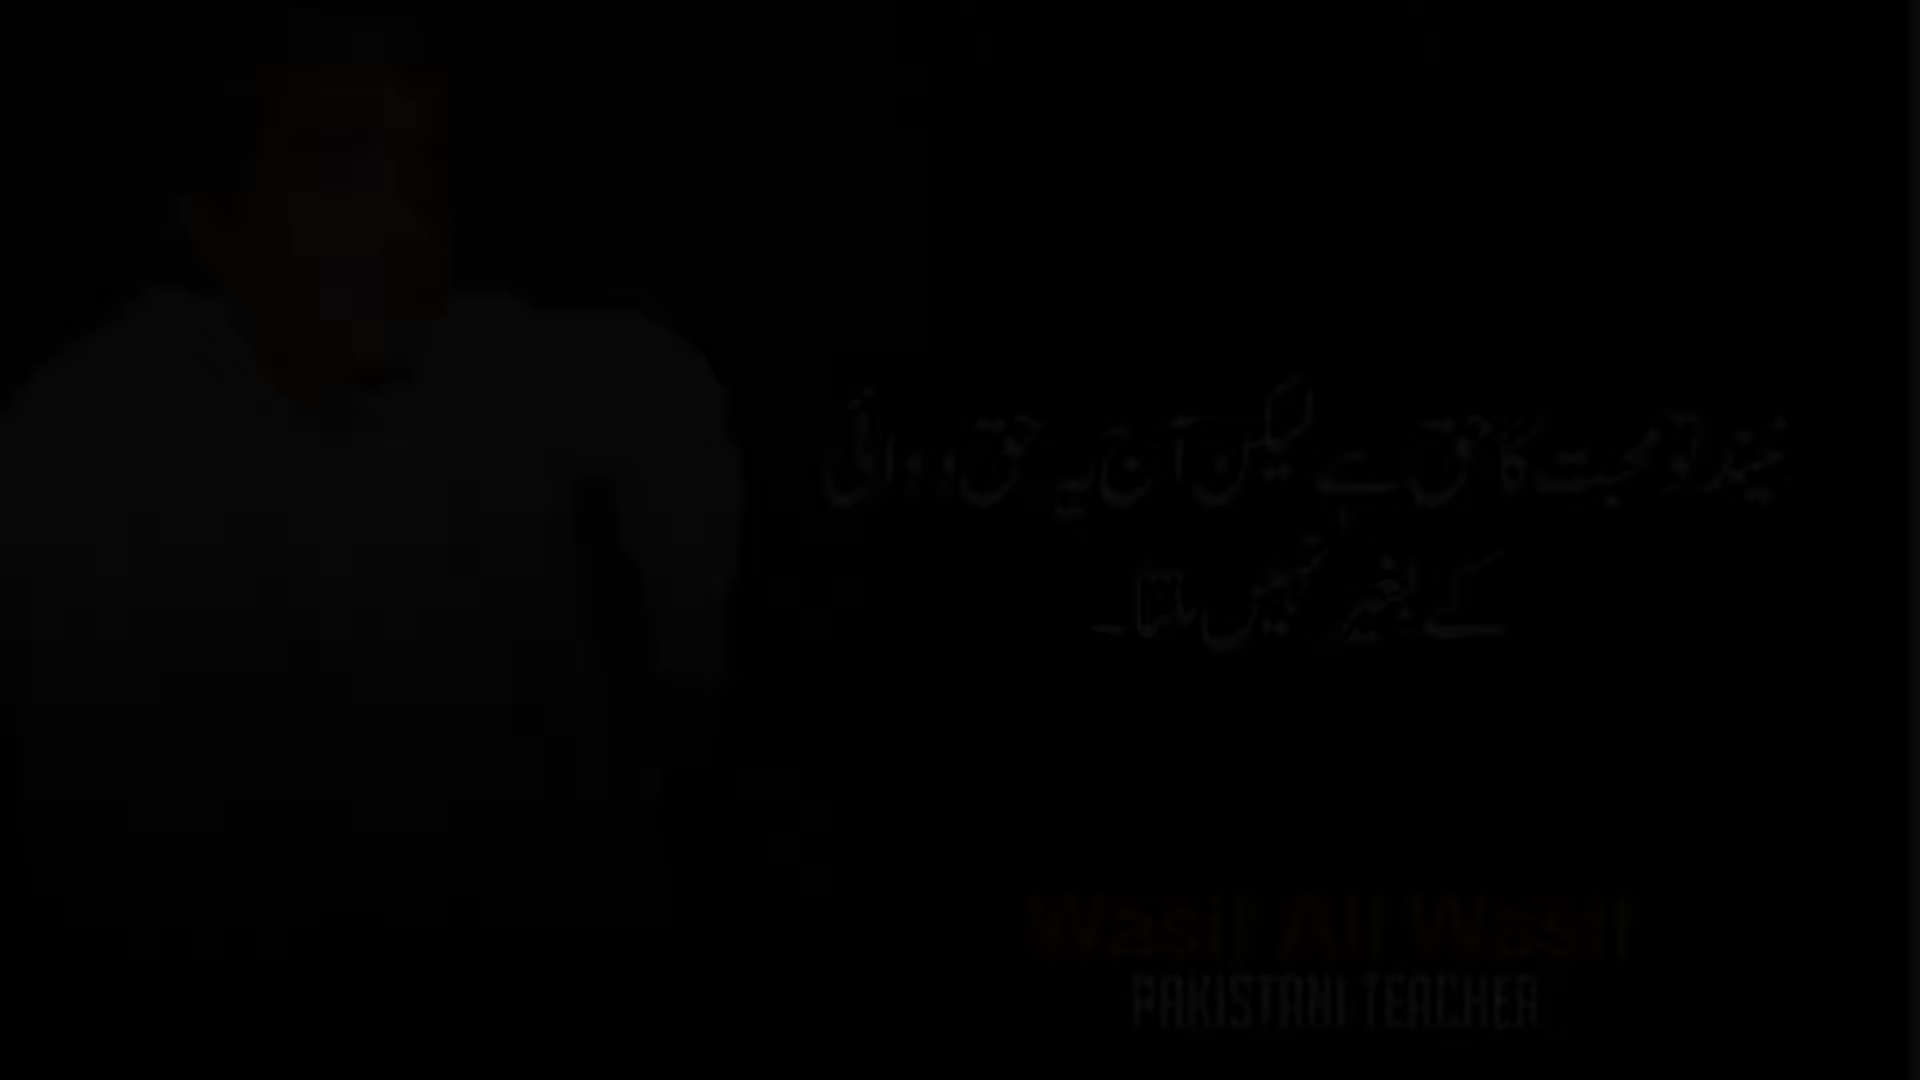 نیند تو محبت کا حق ہے لیکن آج یہ حق دوائی
کے بغیر نہیں ملتا۔
Wasif Ali Wasif
PAKISTANI TEACHER